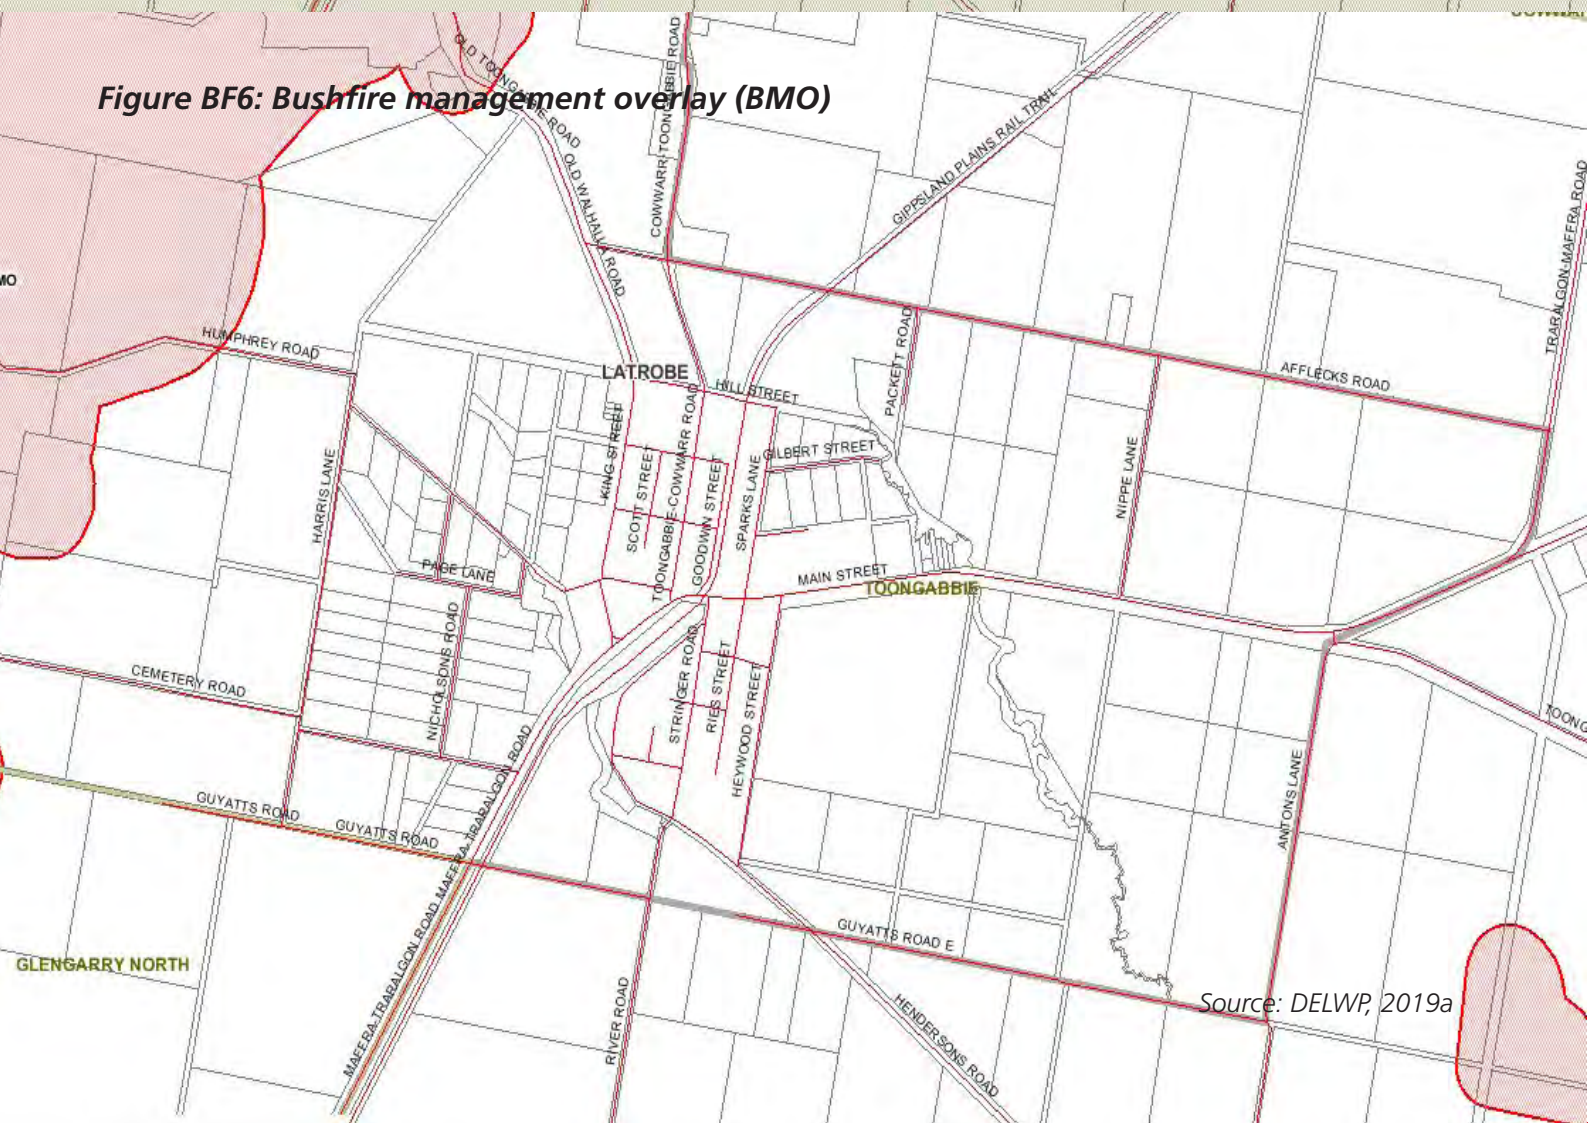 OLD TOONGABBIE ROAD
Figure BF6: Bushfire management overlay (BMO)
COWWARR-TOONGABBIE ROAD
GIPPSLAND PLAINS RAIL TRAIL
OLD WALHALLA ROAD
TRARALGON-MAFFRA ROAD
MO
HUMPHREY ROAD
LATROBE
HILL STREET
PACKETT ROAD
AFFLECKS ROAD
KING STREET
SCOTT STREET
TOONGABBIE-COWWARR ROAD
GOODWIN STREET
SPARKS LANE
GILBERT STREET
HARRIS LANE
NIPPE LANE
PAGE LANE
MAIN STREET
TOONGABBIE
NICHOLSONS ROAD
CEMETERY ROAD
STRINGER ROAD
RIES STREET
HEYWOOD STREET
TOONG
ANTONS LANE
GUYATTS ROAD
GUYATTS ROAD
MAFFRA-TRARALGON ROAD
MAFFRA-TRARALGON ROAD
GUYATTS ROAD E
GLENGARRY NORTH
RIVER ROAD
HENDERSONS ROAD
Source: DELWP, 2019a